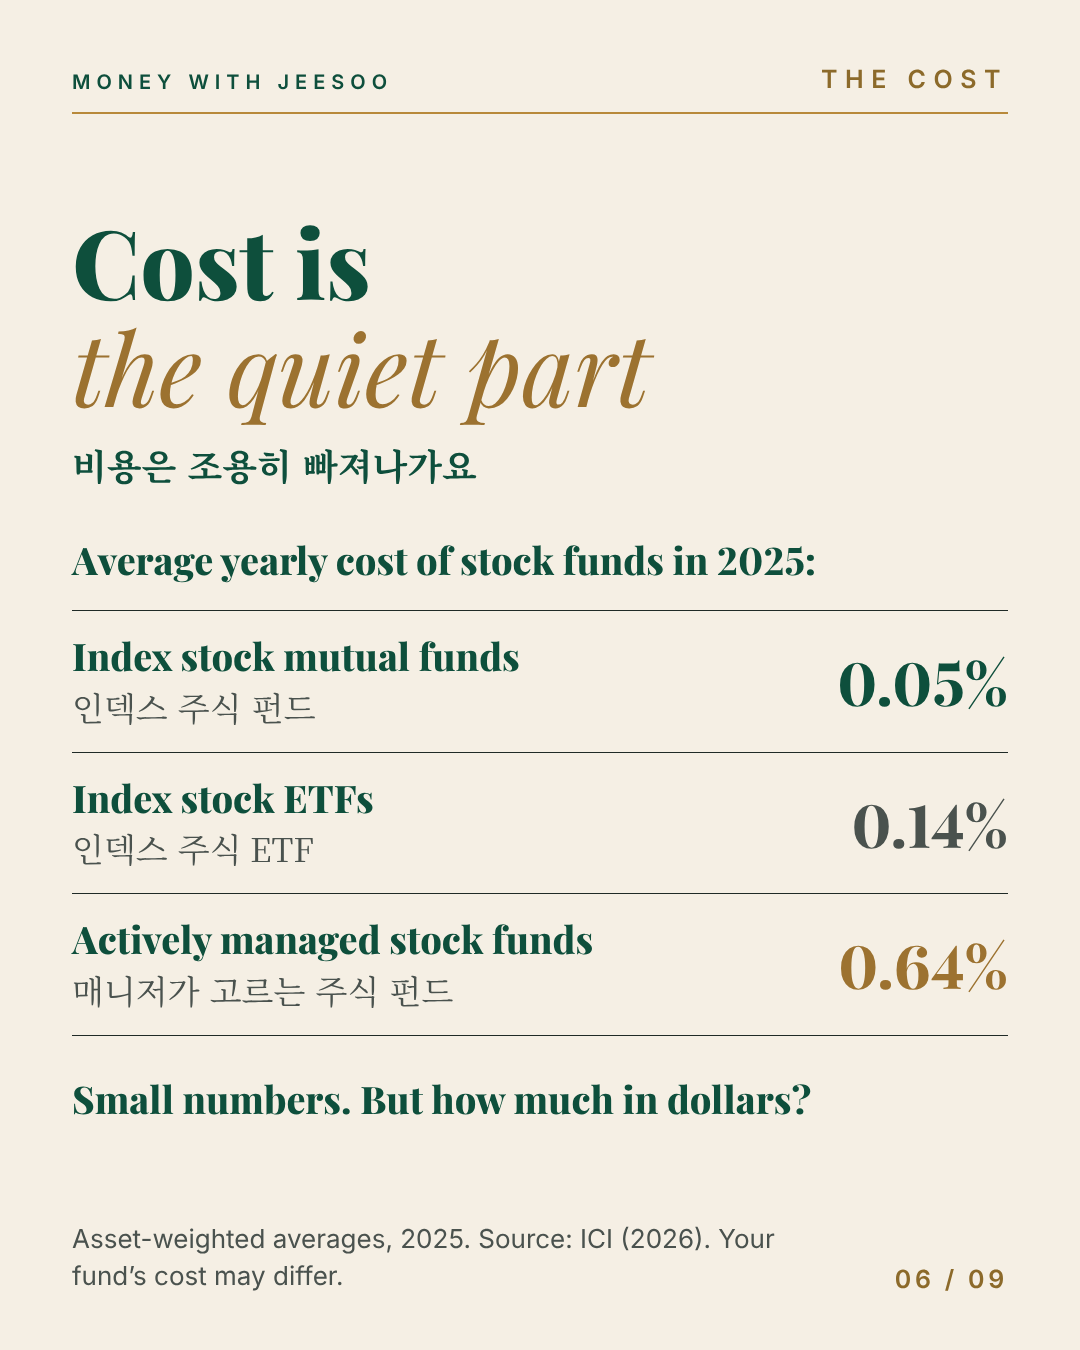 MONEY WITH JEESOO
THE COST
Cost is
the quiet part
비용은 조용히 빠져나가요
Average yearly cost of stock funds in 2025:
Index stock mutual funds
인덱스 주식 펀드
0.05%
Index stock ETFs
인덱스 주식 ETF
0.14%
Actively managed stock funds
매니저가 고르는 주식 펀드
0.64%
Small numbers. But how much in dollars?
Asset-weighted averages, 2025. Source: ICI (2026). Your
fund’s cost may differ.
06 / 09